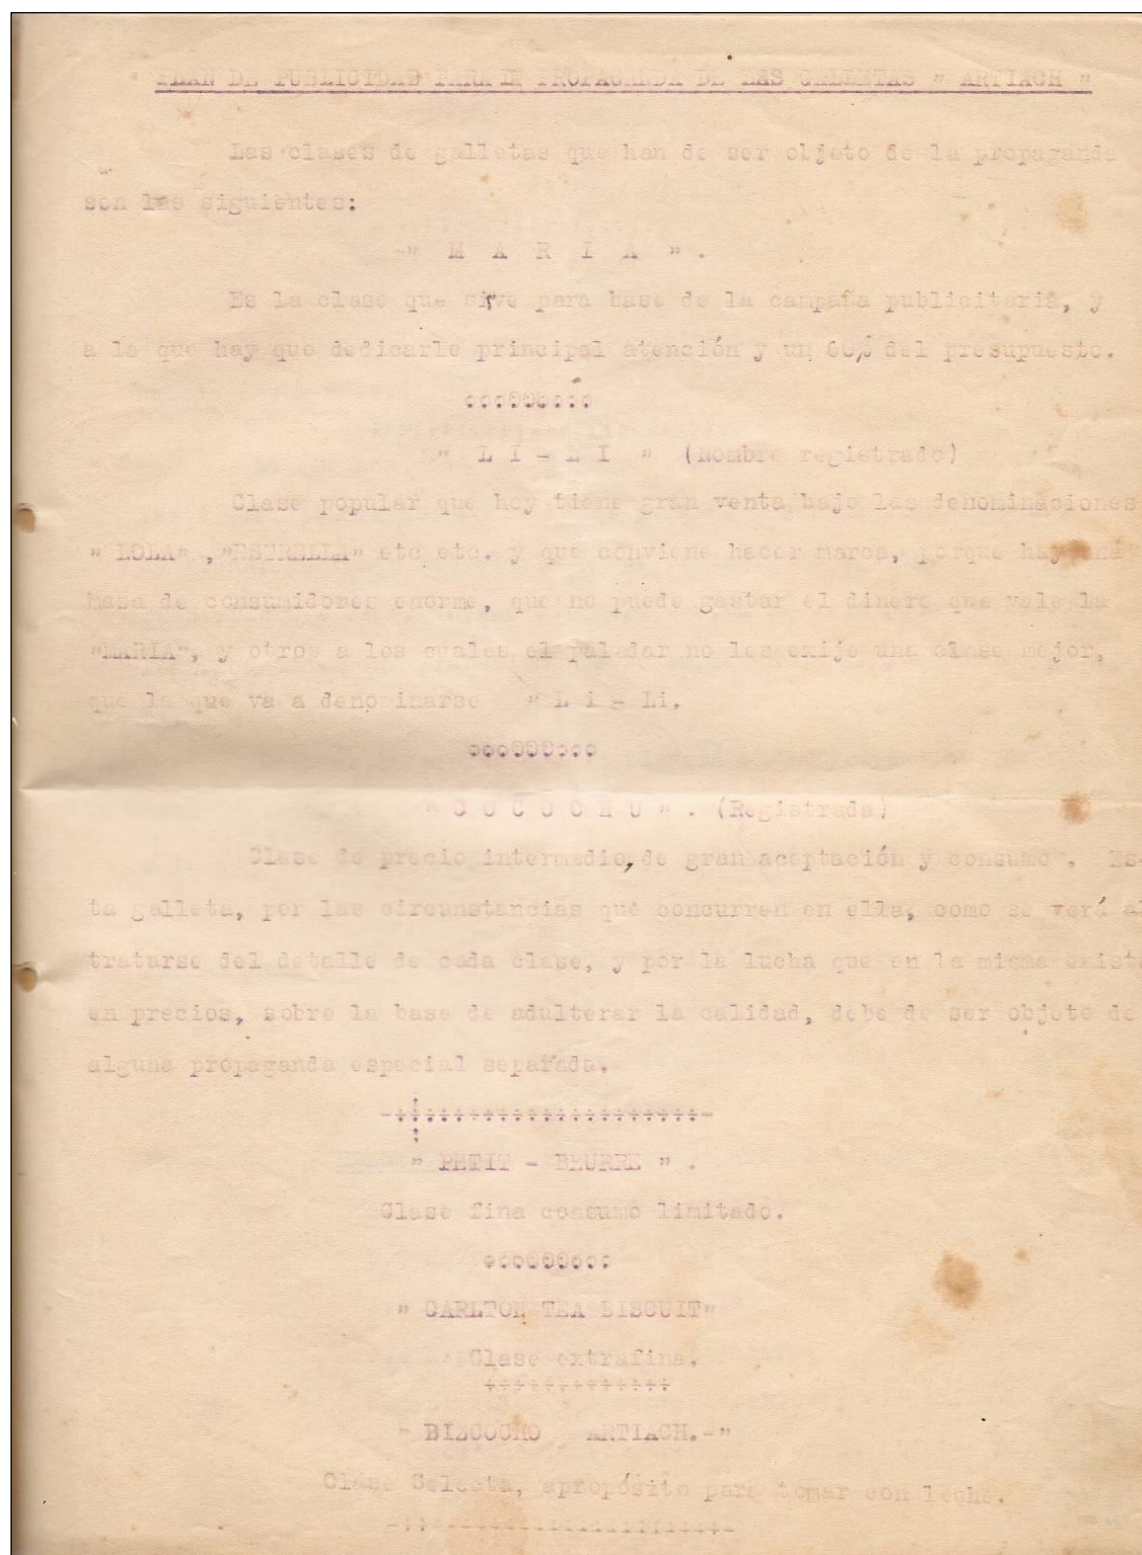 PLAN DE PUBLICIDAD PARA LA PROPAGANDA DE LAS GALLETAS " ARTIACH "
Las clases de galletas que han de ser objeto de la propaganda
son las siguientes:
-" M A R I A " .
Es la clase que sirve para base de la campaña publicitaria, y
a la que hay que dedicarle principal atención y un 60% del presupuesto.
" L I - L I " (Nombre registrado)
Clase popular que hoy tiene gran venta bajo las denominaciones
" LOLA" ,"ESTRELLA" etc etc. y que conviene hacer marca, porque hay una
masa de consumidores enorme, que no puede gastar el dinero que vale la
"MARIA", y otros a los cuales el paladar no les exije una clase mejor,
que la que va a denominarse " L i - Li.
" C O C O C H U " . (Registrada)
Clase de precio intermedio, de gran aceptación y consumo . Es-
ta galleta, por las circunstancias que concurren en ella, como se verá al
tratarse del detalle de cada clase, y por la lucha que en la misma existe
en precios, sobre la base de adulterar la calidad, debe de ser objeto de
alguna propaganda especial separada.
" PETIT - BEURRE " .
Clase fina consumo limitado.
" CARLTON TEA BISCUIT"
Clase extrafina.
" BIZCOCHO ARTIACH.-"
Clase Selecta, apropósito para tomar con leche.